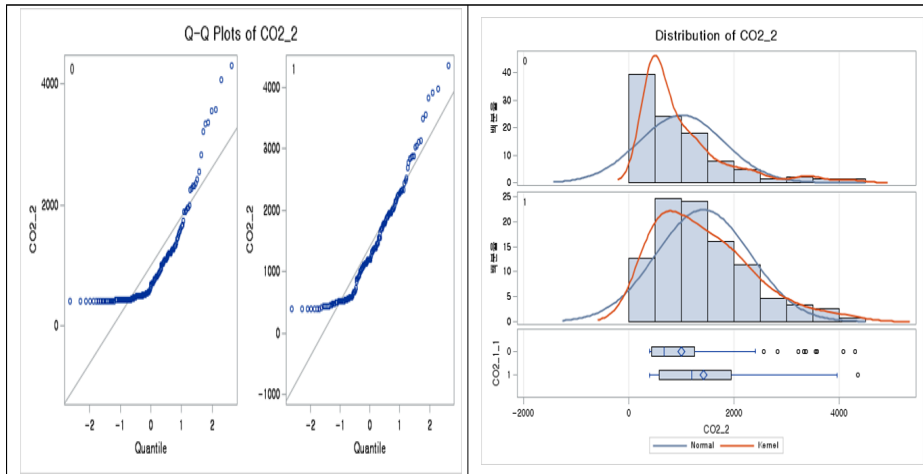 Q-Q Plots of CO2_2
0
1
4000
2000
0
CO2_2
-2 -1 0 1 2
Quantile
4000
3000
2000
1000
0
-1000
CO2_2
-2 -1 0 1 2
Quantile
Distribution of CO2_2
0
40
30
20
10
0
백분율
1
25
20
15
10
5
0
백분율
CO2_1_1
0
1
-2000 0 2000 4000
CO2_2
Normal Kernel